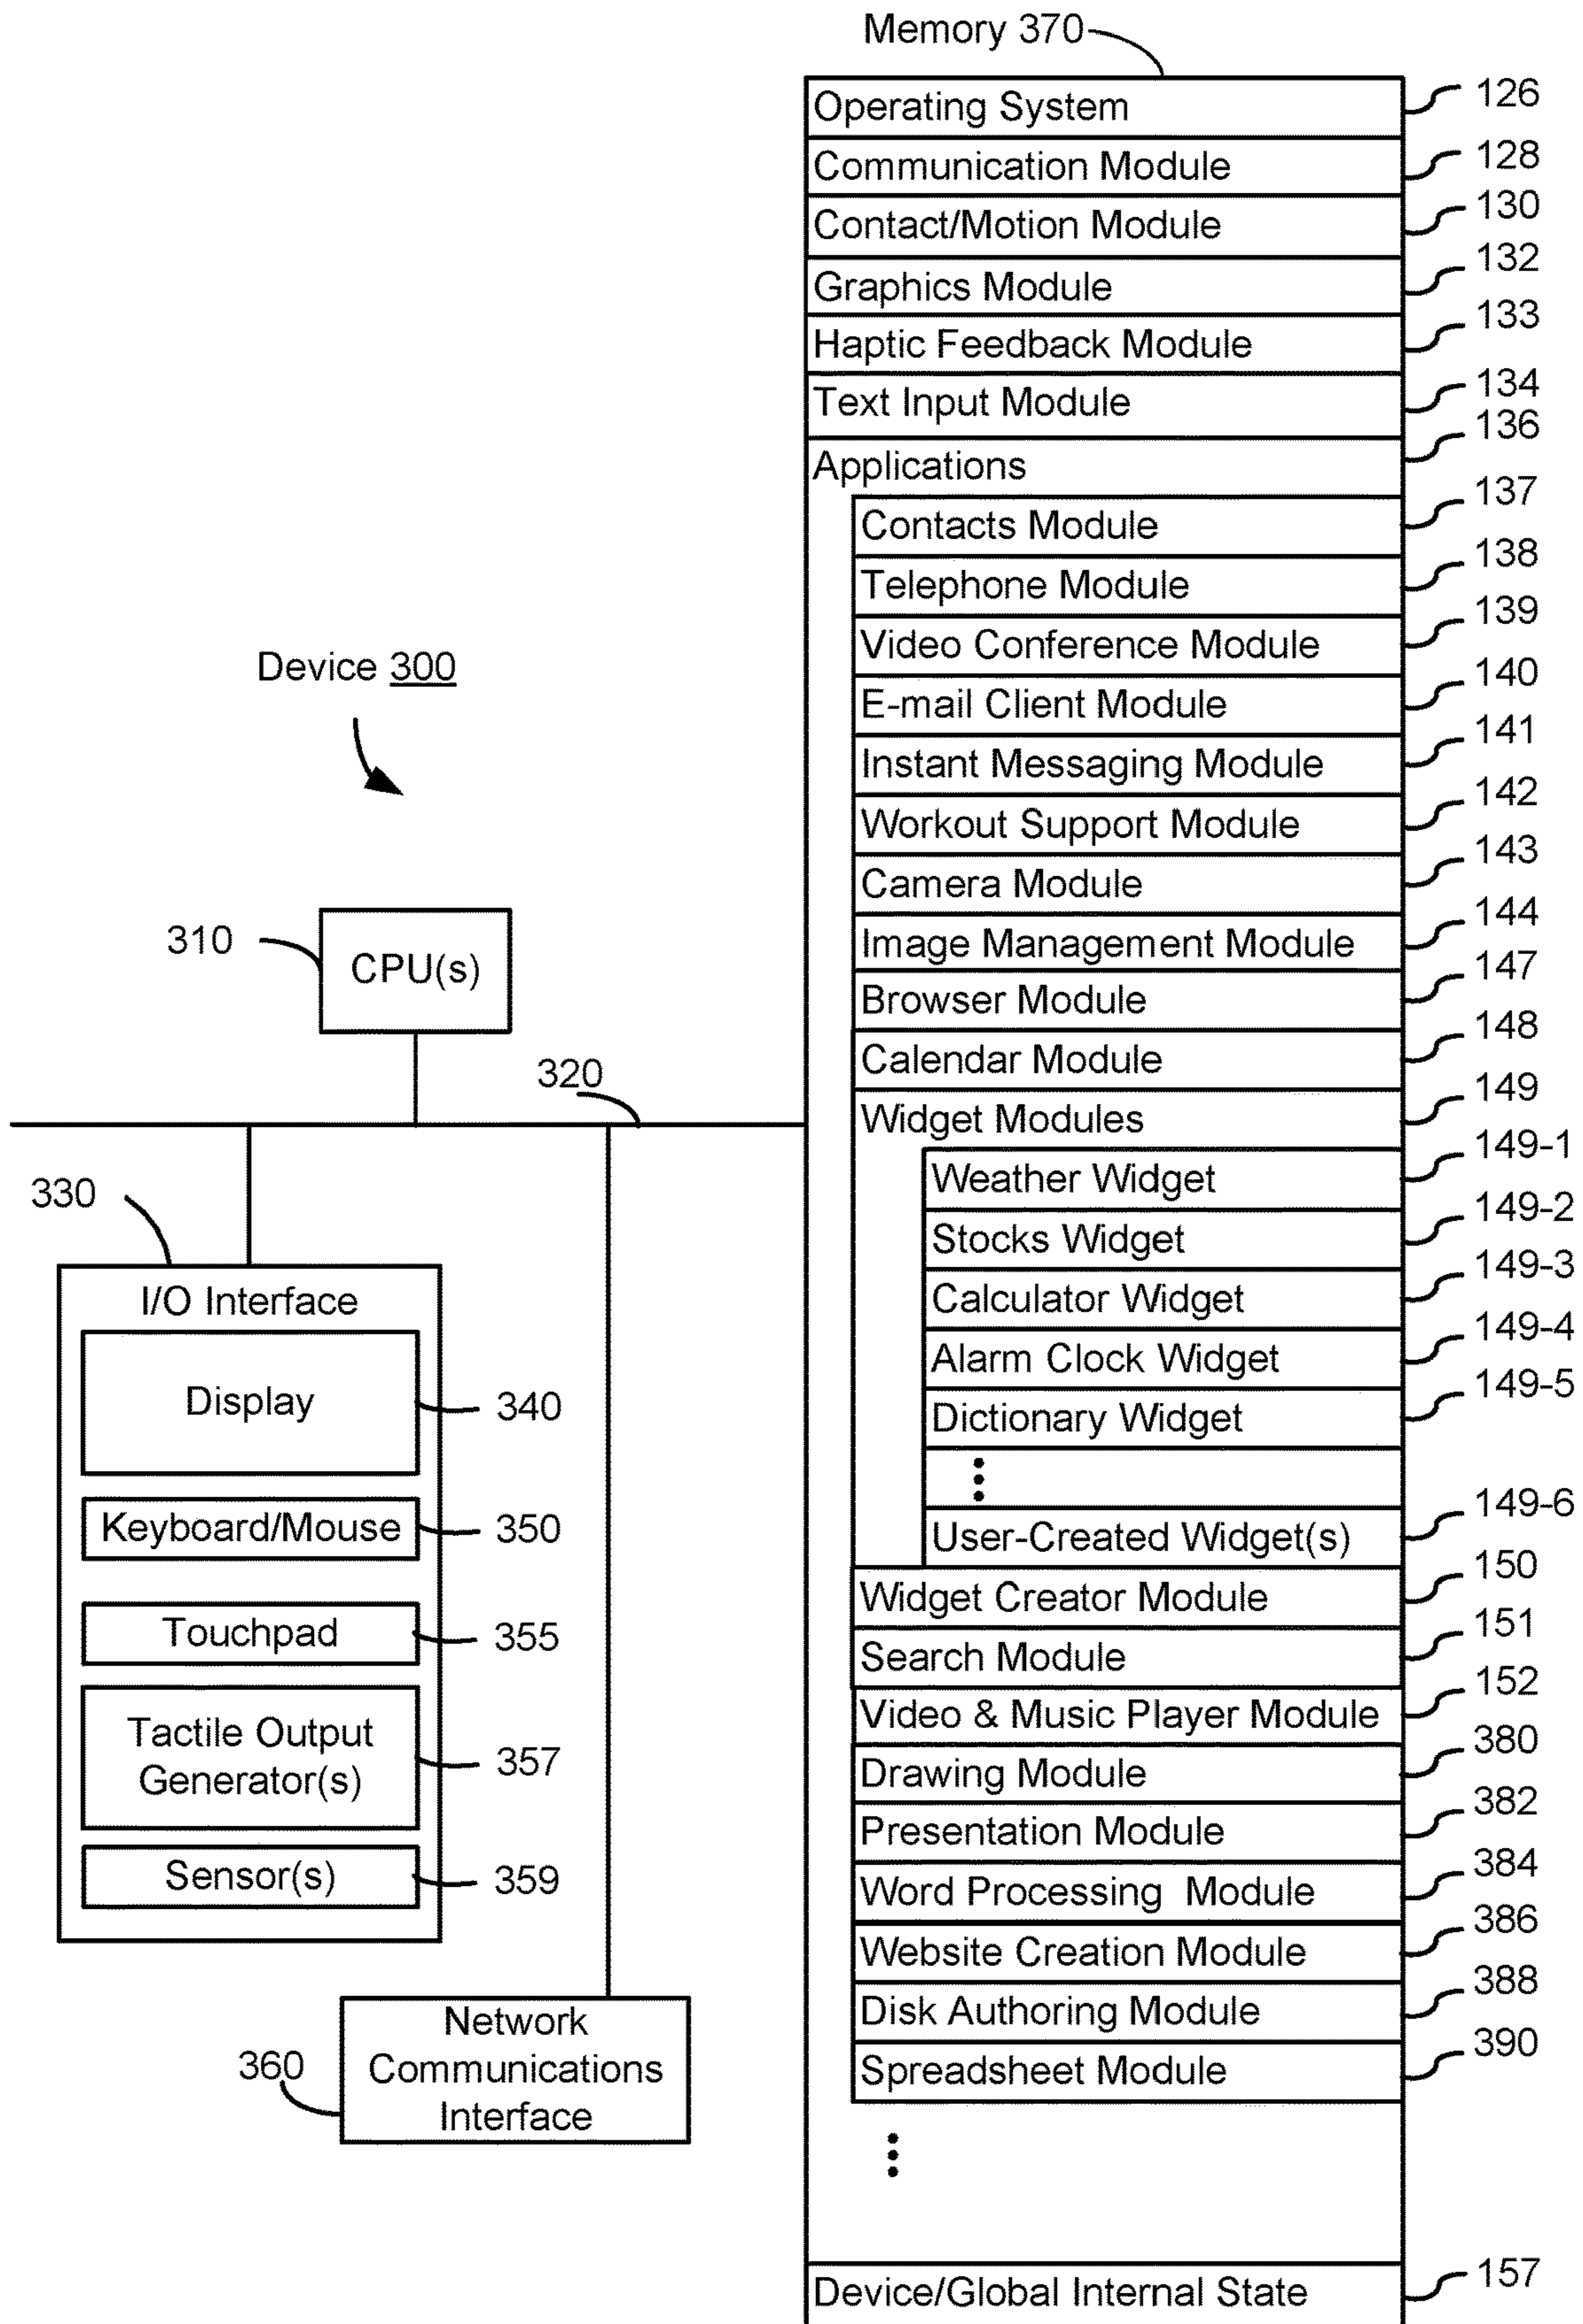 Memory 370
Operating System 126
Communication Module 128
Contact/Motion Module 130
Graphics Module 132
Haptic Feedback Module 133
Text Input Module 134
Applications 136
Contacts Module 137
Telephone Module 138
Video Conference Module 139
E-mail Client Module 140
Instant Messaging Module 141
Workout Support Module 142
Camera Module 143
Image Management Module 144
Browser Module 147
Calendar Module 148
Widget Modules 149
Weather Widget 149-1
Stocks Widget 149-2
Calculator Widget 149-3
Alarm Clock Widget 149-4
Dictionary Widget 149-5
User-Created Widget(s) 149-6
Widget Creator Module 150
Search Module 151
Video & Music Player Module 152
Drawing Module 380
Presentation Module 382
Word Processing Module 384
Website Creation Module 386
Disk Authoring Module 388
Spreadsheet Module 390
Device/Global Internal State 157
Device 300
310
CPU(s)
320
330
I/O Interface
Display 340
Keyboard/Mouse 350
Touchpad 355
Tactile Output
Generator(s) 357
Sensor(s) 359
360
Network
Communications
Interface